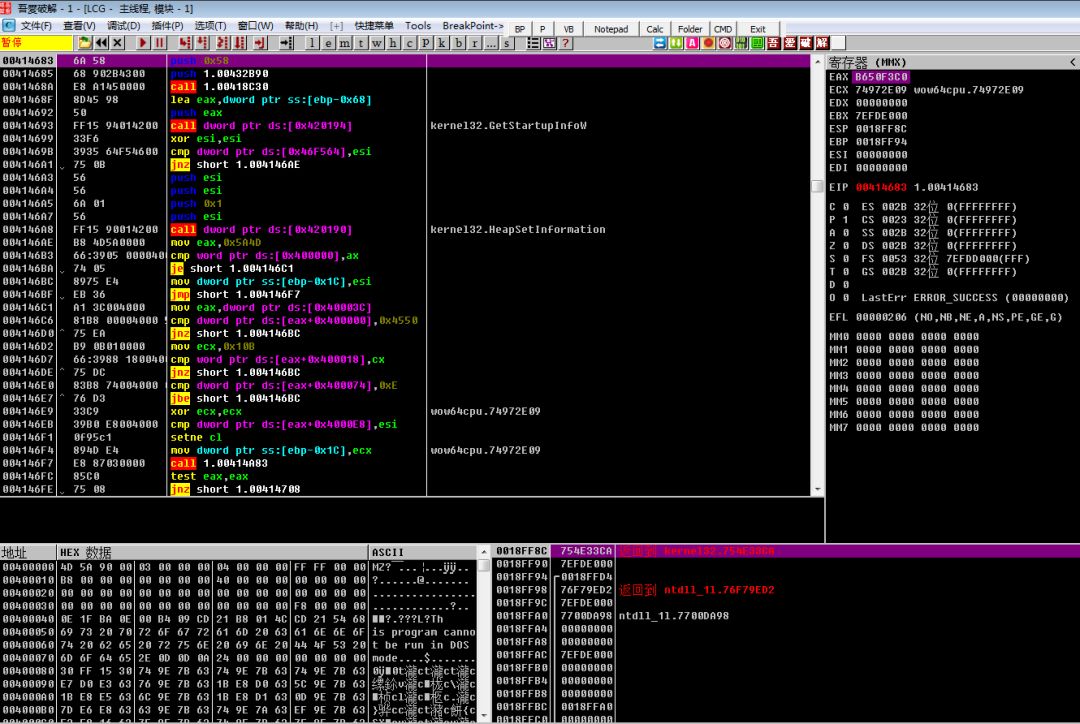 吾爱破解 - 1 - [LCG - 主线程, 模块 - 1]
文件(F) 查看(V) 调试(D) 插件(P) 选项(T) 窗口(W) 帮助(H) [+] 快捷菜单 Tools BreakPoint->
BP P VB Notepad Calc Folder CMD Exit
暂停 l e m t w h c P k b r ... s ?
00414683 6A 58 push 0x58
00414685 68 902B4300 push 1.00432B90
0041468A E8 A1450000 call 1.00418C30
0041468F 8D45 98 lea eax,dword ptr ss:[ebp-0x68]
00414692 50 push eax
00414693 FF15 94014200 call dword ptr ds:[0x420194] kernel32.GetStartupInfoW
00414699 33F6 xor esi,esi
0041469B 3935 64F54600 cmp dword ptr ds:[0x46F564],esi
004146A1 75 0B jnz short 1.004146AE
004146A3 56 push esi
004146A4 56 push esi
004146A5 6A 01 push 0x1
004146A7 56 push esi
004146A8 FF15 90014200 call dword ptr ds:[0x420190] kernel32.HeapSetInformation
004146AE B8 4D5A0000 mov eax,0x5A4D
004146B3 66:3905 000040 cmp word ptr ds:[0x400000],ax
004146BA 74 05 je short 1.004146C1
004146BC 8975 E4 mov dword ptr ss:[ebp-0x1C],esi
004146BF EB 36 jmp short 1.004146F7
004146C1 A1 3C004000 mov eax,dword ptr ds:[0x40003C]
004146C6 81B8 00004000 cmp dword ptr ds:[eax+0x400000],0x4550
004146D0 75 EA jnz short 1.004146BC
004146D2 B9 0B010000 mov ecx,0x10B
004146D7 66:3988 180040 cmp word ptr ds:[eax+0x400018],cx
004146DE 75 DC jnz short 1.004146BC
004146E0 83B8 74004000 cmp dword ptr ds:[eax+0x400074],0xE
004146E7 76 D3 jbe short 1.004146BC
004146E9 33C9 xor ecx,ecx wow64cpu.74972E09
004146EB 39B0 E8004000 cmp dword ptr ds:[eax+0x4000E8],esi
004146F1 0f95c1 setne cl
004146F4 894D E4 mov dword ptr ss:[ebp-0x1C],ecx wow64cpu.74972E09
004146F7 E8 87030000 call 1.00414A83
004146FC 85C0 test eax,eax
004146FE 75 08 jnz short 1.00414708
寄存器 (MMX) <
EAX B650F3C0
ECX 74972E09 wow64cpu.74972E09
EDX 00000000
EBX 7EFDE000
ESP 0018FF8C
EBP 0018FF94
ESI 00000000
EDI 00000000
EIP 00414683 1.00414683
C 0 ES 002B 32位 0(FFFFFFFF)
P 1 CS 0023 32位 0(FFFFFFFF)
A 0 SS 002B 32位 0(FFFFFFFF)
Z 0 DS 002B 32位 0(FFFFFFFF)
S 0 FS 0053 32位 7EFDD000(FFF)
T 0 GS 002B 32位 0(FFFFFFFF)
D 0
O 0 LastErr ERROR_SUCCESS (00000000)
EFL 00000206 (NO,NB,NE,A,NS,PE,GE,G)
MM0 0000 0000 0000 0000
MM1 0000 0000 0000 0000
MM2 0000 0000 0000 0000
MM3 0000 0000 0000 0000
MM4 0000 0000 0000 0000
MM5 0000 0000 0000 0000
MM6 0000 0000 0000 0000
MM7 0000 0000 0000 0000
地址 HEX 数据 ASCII
00400000 4D 5A 90 00 03 00 00 00 04 00 00 00 FF FF 00 00
00400010 B8 00 00 00 00 00 00 00 40 00 00 00 00 00 00 00 ?.......@.......
00400020 00 00 00 00 00 00 00 00 00 00 00 00 00 00 00 00 ................
00400030 00 00 00 00 00 00 00 00 00 00 00 00 F8 00 00 00 ............?..
00400040 0E 1F BA 0E 00 B4 09 CD 21 B8 01 4C CD 21 54 68
00400050 69 73 20 70 72 6F 67 72 61 6D 20 63 61 6E 6E 6F is program canno
00400060 74 20 62 65 20 72 75 6E 20 69 6E 20 44 4F 53 20 t be run in DOS
00400070 6D 6F 64 65 2E 0D 0D 0A 24 00 00 00 00 00 00 00 mode....$.......
00400080 30 FF 15 30 74 9E 7B 63 74 9E 7B 63 74 9E 7B 63
00400090 E7 D0 E3 63 76 9E 7B 63 1B E8 D0 63 5C 9E 7B 63
004000A0 1B E8 E5 63 6C 9E 7B 63 1B E8 D1 63 0D 9E 7B 63
004000B0 7D E6 E8 63 63 9E 7B 63 74 9E 7A 63 EF 9E 7B 63
0018FF8C 754E33CA 返回到 kernel32.754E33CA
0018FF90 7EFDE000
0018FF94 0018FFD4
0018FF98 76F79ED2 返回到 ntdll_1l.76F79ED2
0018FF9C 7EFDE000
0018FFA0 7700DA98 ntdll_1l.7700DA98
0018FFA4 00000000
0018FFA8 00000000
0018FFAC 7EFDE000
0018FFB0 00000000
0018FFB4 00000000
0018FFB8 00000000
0018FFBC 0018FFA0
0018FFC0 00000000